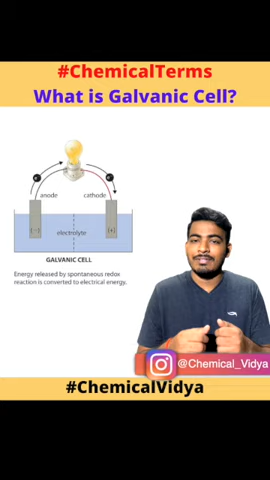 #ChemicalTerms
What is Galvanic Cell?
e-
e-
anode
cathode
(-)
(+)
electrolyte
GALVANIC CELL
Energy released by spontaneous redox
reaction is converted to electrical energy.
@Chemical_Vidya
#ChemicalVidya